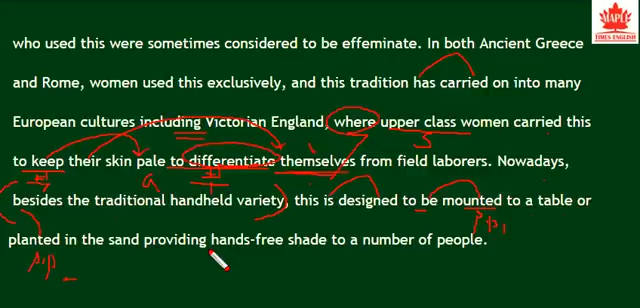 MAPLE
TIMES ENGLISH
who used this were sometimes considered to be effeminate. In both Ancient Greece
and Rome, women used this exclusively, and this tradition has carried on into many
European cultures including Victorian England, where upper class women carried this
S
to keep their skin pale to differentiate themselves from field laborers. Nowadays,
a
besides the traditional handheld variety, this is designed to be mounted to a table or
planted in the sand providing hands-free shade to a number of people.